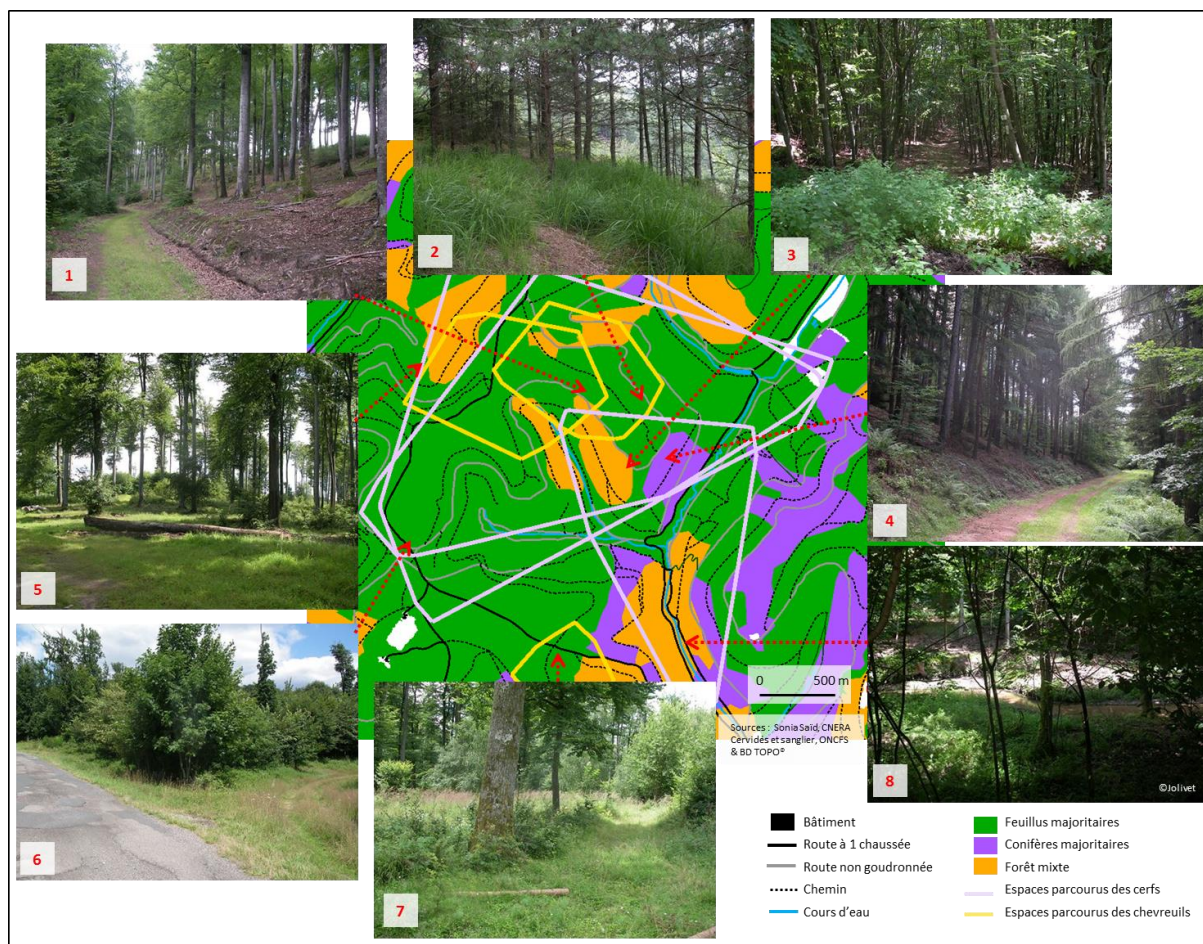 1
2
3
4
5
6
7
8
©Jolivet
0 500 m
Sources : Sonia Saïd, CNERA
Cervidés et sanglier, ONCFS
& BD TOPO®
Bâtiment
Route à 1 chaussée
Route non goudronnée
Chemin
Cours d'eau
Feuillus majoritaires
Conifères majoritaires
Forêt mixte
Espaces parcourus des cerfs
Espaces parcourus des chevreuils